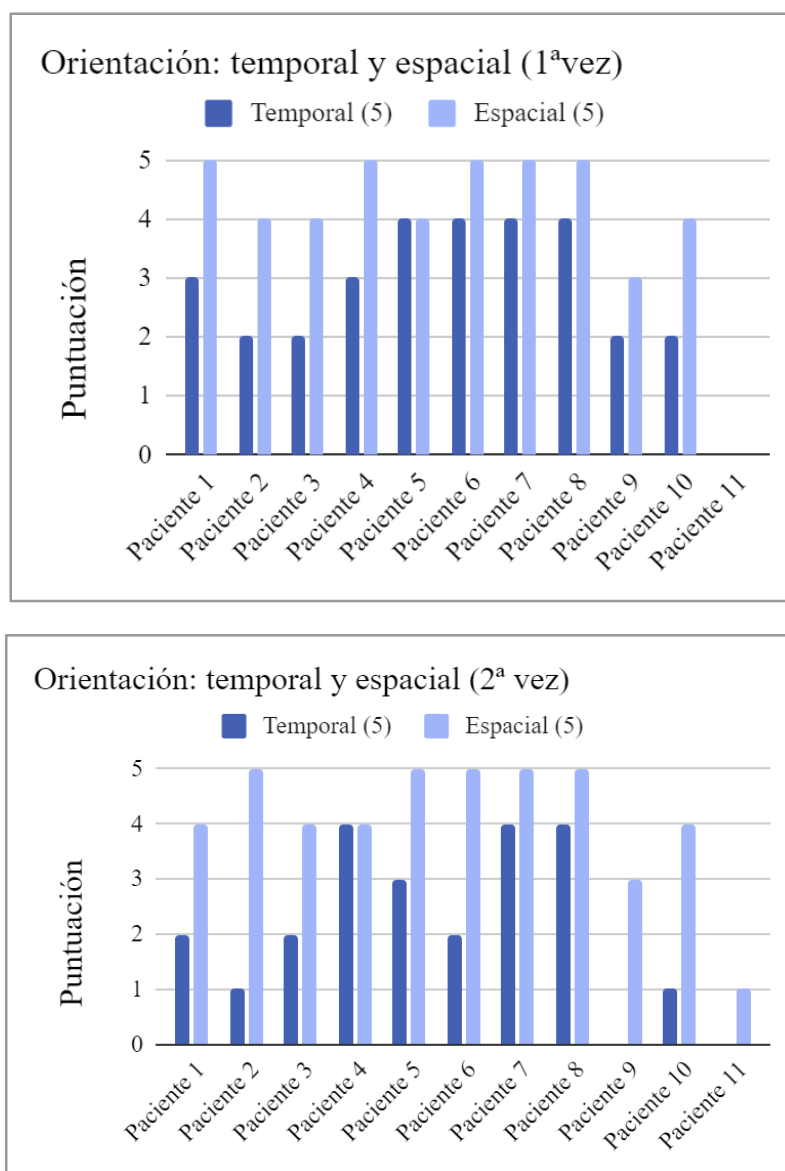 Orientación: temporal y espacial (1ªvez)
Temporal (5) Espacial (5)
Puntuación
5
4
3
2
1
0
Paciente 1 Paciente 2 Paciente 3 Paciente 4 Paciente 5 Paciente 6 Paciente 7 Paciente 8 Paciente 9 Paciente 10 Paciente 11
Orientación: temporal y espacial (2ª vez)
Temporal (5) Espacial (5)
Puntuación
5
4
3
2
1
0
Paciente 1 Paciente 2 Paciente 3 Paciente 4 Paciente 5 Paciente 6 Paciente 7 Paciente 8 Paciente 9 Paciente 10 Paciente 11